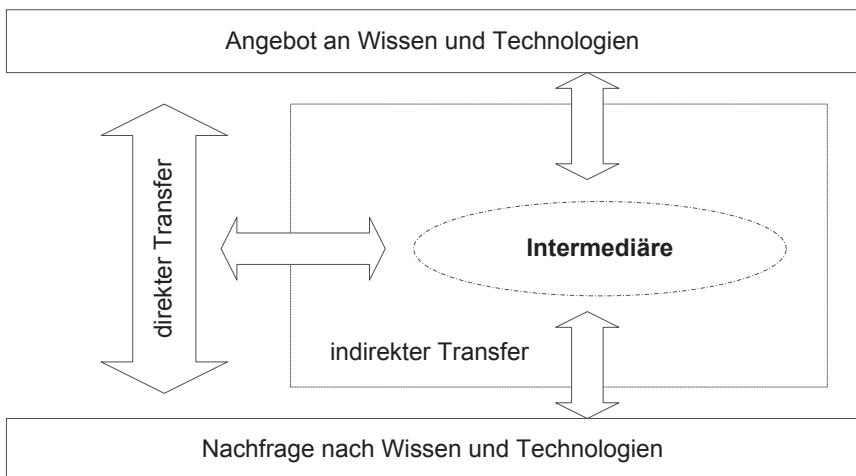 Angebot an Wissen und Technologien
direkter Transfer
Intermediäre
indirekter Transfer
Nachfrage nach Wissen und Technologien